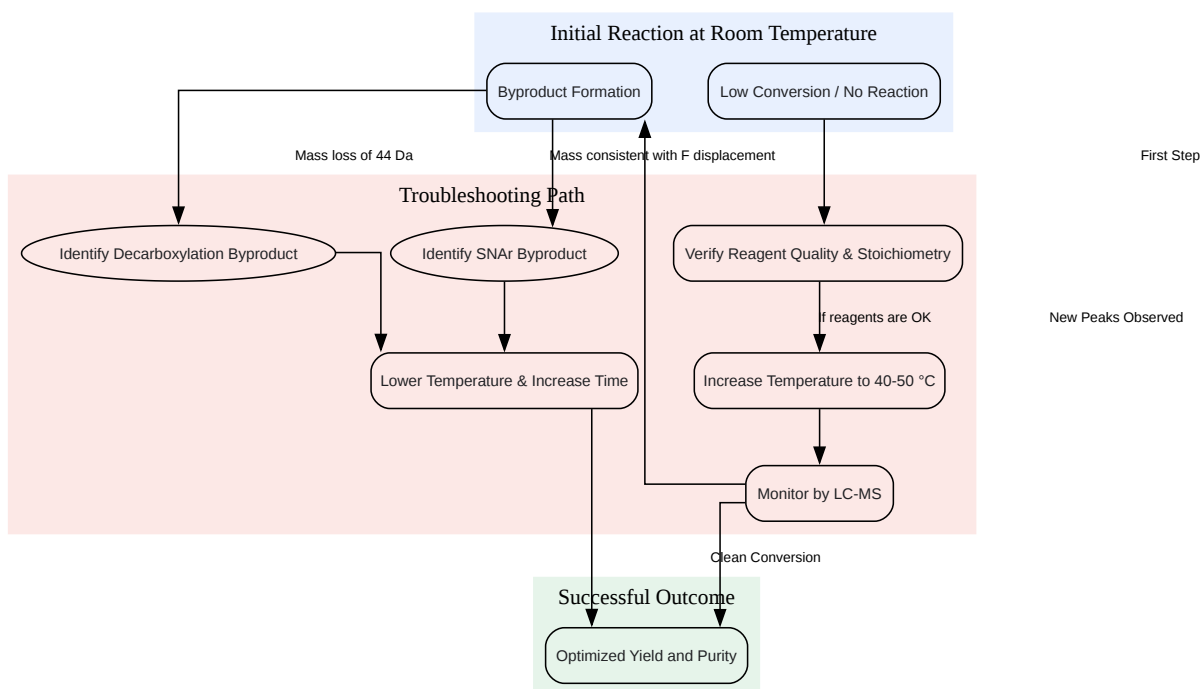 Initial Reaction at Room Temperature
Byproduct Formation
Low Conversion / No Reaction
Mass loss of 44 Da
Mass consistent with F displacement
First Step
Troubleshooting Path
Identify Decarboxylation Byproduct
Identify SNAr Byproduct
Verify Reagent Quality & Stoichiometry
If reagents are OK
New Peaks Observed
Lower Temperature & Increase Time
Increase Temperature to 40-50 °C
Monitor by LC-MS
Clean Conversion
Successful Outcome
Optimized Yield and Purity